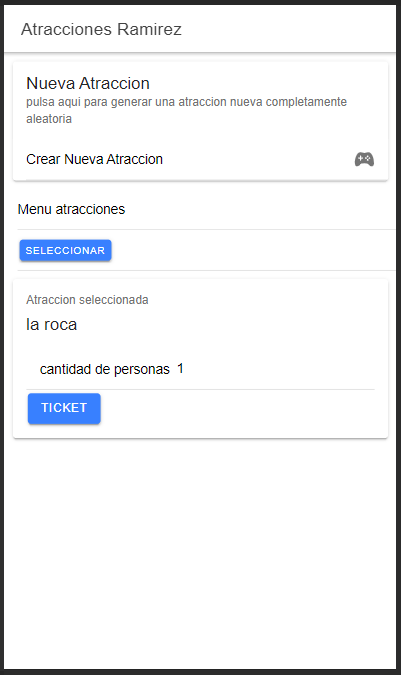 Atracciones Ramirez
Nueva Atraccion
pulsa aqui para generar una atraccion nueva completamente
aleatoria
Crear Nueva Atraccion
Menu atracciones
SELECCIONAR
Atraccion seleccionada
la roca
cantidad de personas 1
TICKET